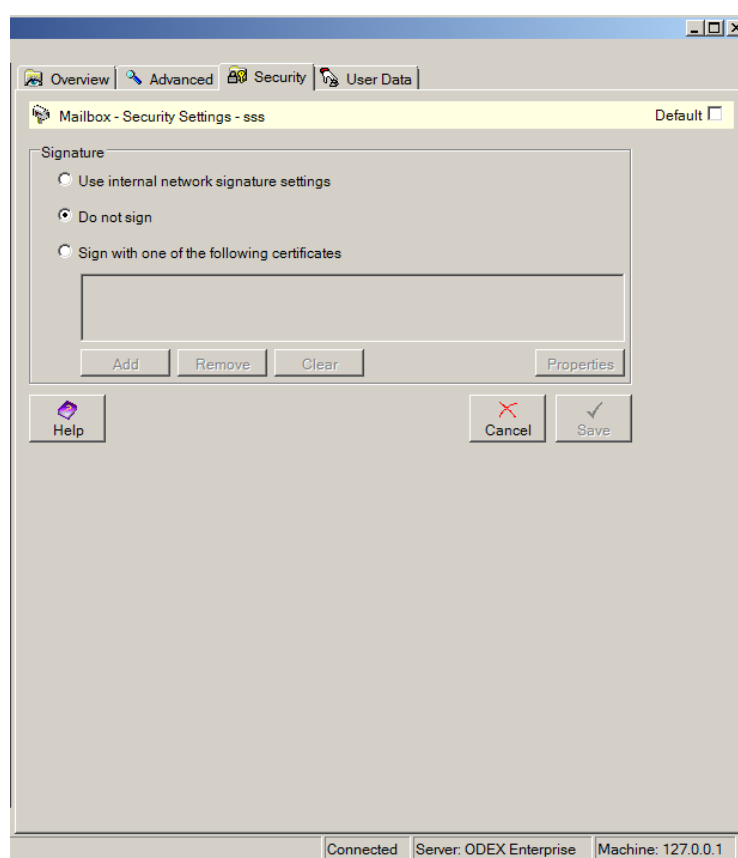 Overview Advanced Security User Data
Mailbox - Security Settings - sss Default
Signature
Use internal network signature settings
Do not sign
Sign with one of the following certificates
Add Remove Clear Properties
Help Cancel Save
Connected Server: ODEX Enterprise Machine: 127.0.0.1